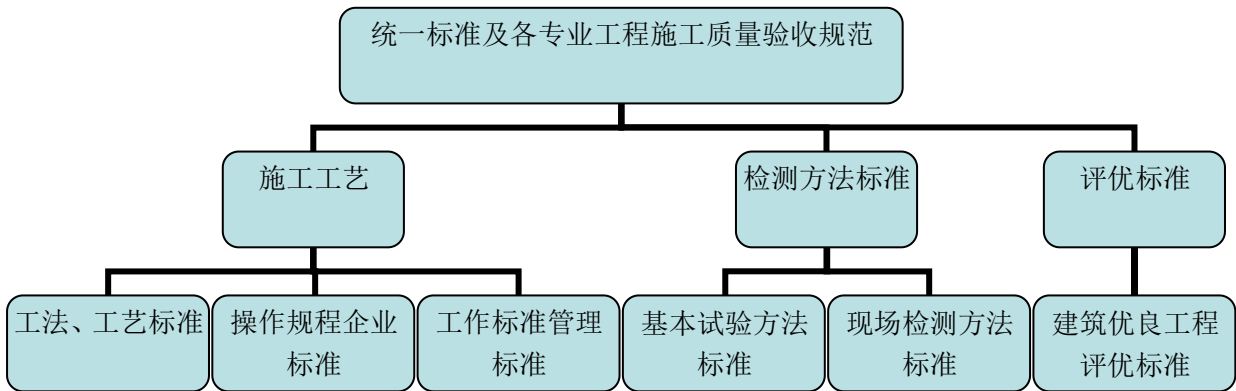 统一标准及各专业工程施工质量验收规范
施工工艺
检测方法标准
评优标准
工法、工艺标准
操作规程企业
标准
工作标准管理
标准
基本试验方法
标准
现场检测方法
标准
建筑优良工程
评优标准